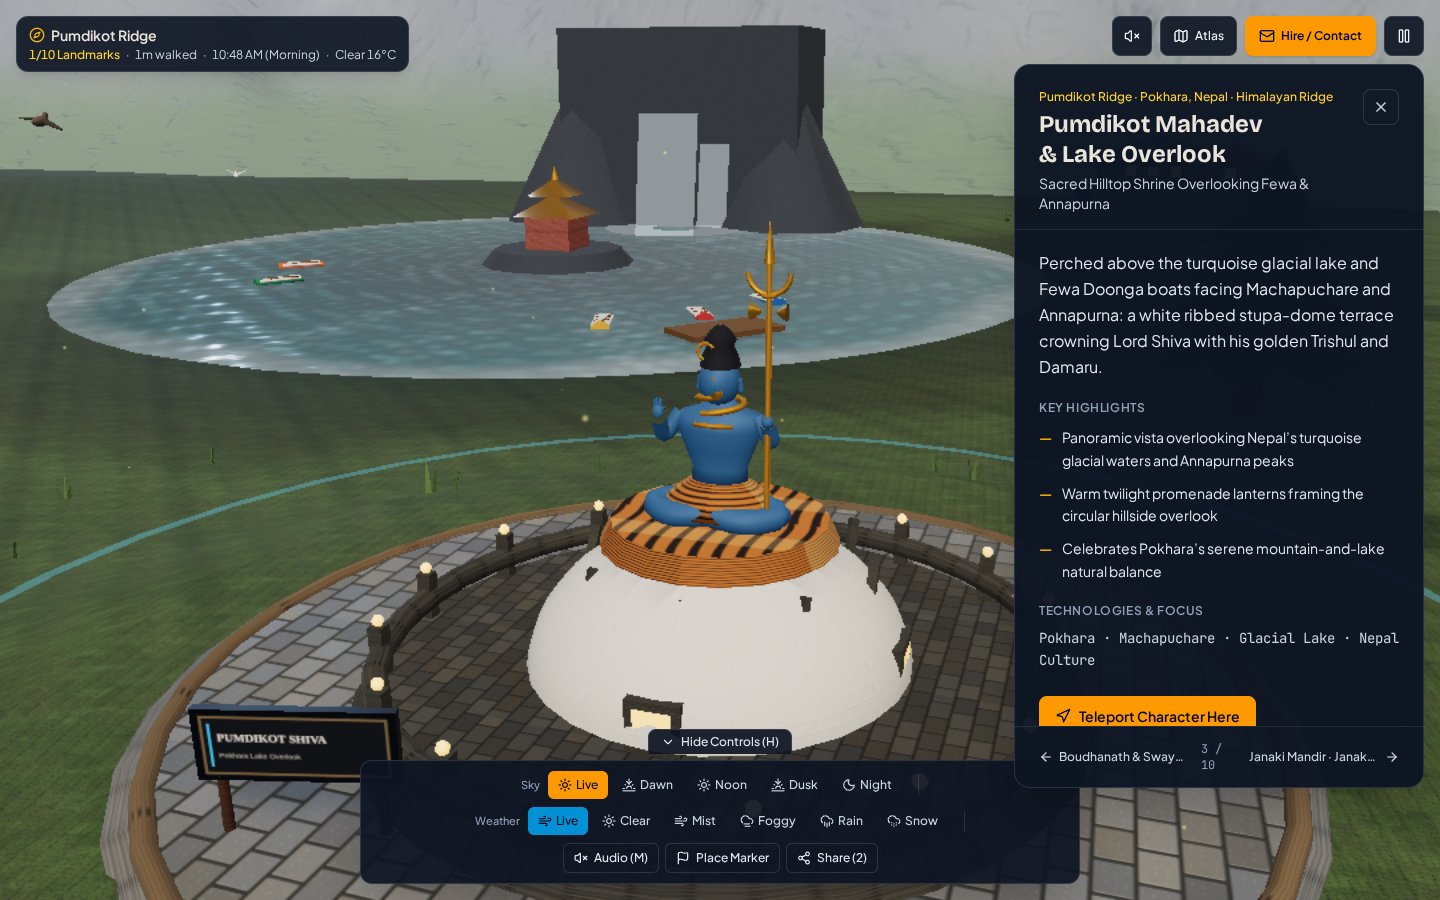 Pumdikot Ridge
1/10 Landmarks · 1m walked · 10:48 AM (Morning) · Clear 16°C
Atlas
Hire / Contact
Pumdikot Ridge · Pokhara, Nepal · Himalayan Ridge
Pumdikot Mahadev
& Lake Overlook
Sacred Hilltop Shrine Overlooking Fewa &
Annapurna
Perched above the turquoise glacial lake and
Fewa Doonga boats facing Machapuchare and
Annapurna: a white ribbed stupa-dome terrace
crowning Lord Shiva with his golden Trishul and
Damaru.
KEY HIGHLIGHTS
— Panoramic vista overlooking Nepal's turquoise
glacial waters and Annapurna peaks
— Warm twilight promenade lanterns framing the
circular hillside overlook
— Celebrates Pokhara's serene mountain-and-lake
natural balance
TECHNOLOGIES & FOCUS
Pokhara · Machapuchare · Glacial Lake · Nepal
Culture
Teleport Character Here
Boudhanath & Sway...
3 /
10
Janaki Mandir · Janak...
PUMDIKOT SHIVA
Pokhara Lake Overlook
Hide Controls (H)
Sky Live Dawn Noon Dusk Night
Weather Live Clear Mist Foggy Rain Snow
Audio (M) Place Marker Share (2)